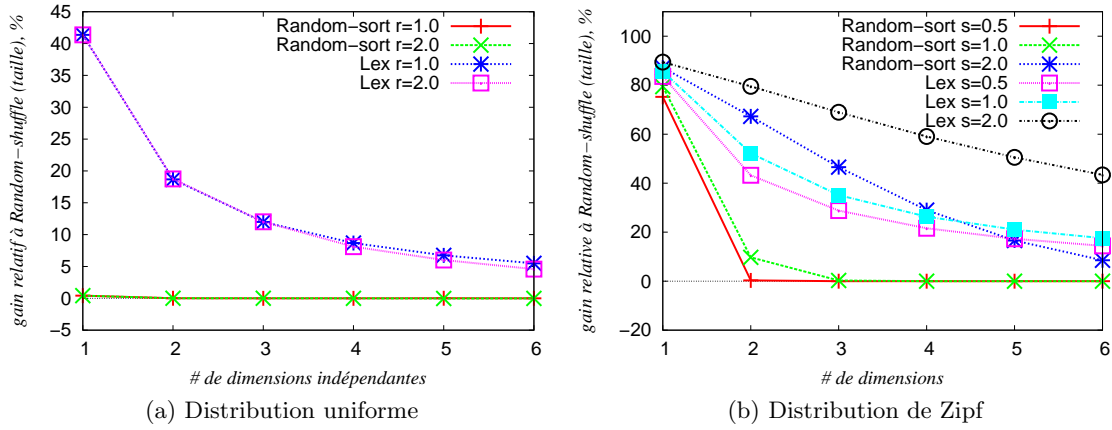 gain relatif à Random−shuffle (taille), %
45
40
35
30
25
20
15
10
5
0
−5
Random−sort r=1.0
Random−sort r=2.0
Lex r=1.0
Lex r=2.0
1 2 3 4 5 6
# de dimensions indépendantes
(a) Distribution uniforme
gain relative à Random−shuffle (taille), %
100
80
60
40
20
0
−20
Random−sort s=0.5
Random−sort s=1.0
Random−sort s=2.0
Lex s=0.5
Lex s=1.0
Lex s=2.0
1 2 3 4 5 6
# de dimensions
(b) Distribution de Zipf